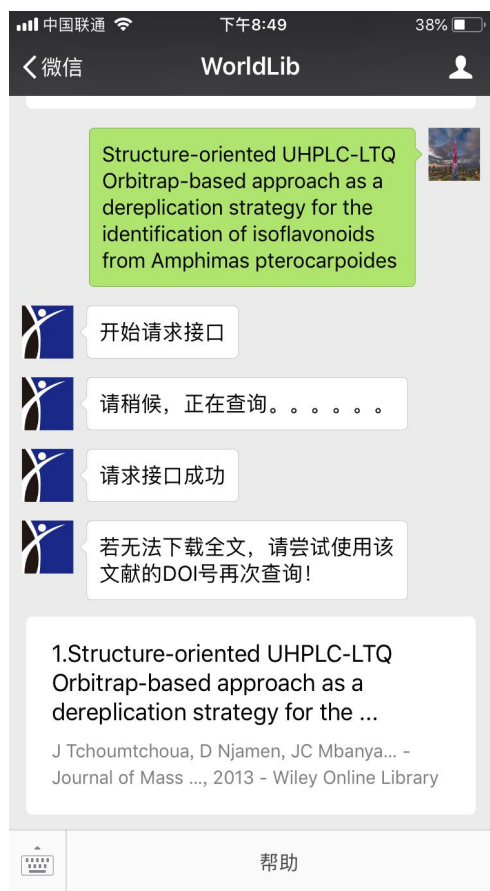 中国联通 下午8:49 38%
微信 WorldLib
Structure-oriented UHPLC-LTQ
Orbitrap-based approach as a
dereplication strategy for the
identification of isoflavonoids
from Amphimas pterocarpoides
开始请求接口
请稍候，正在查询。。。。。。
请求接口成功
若无法下载全文，请尝试使用该
文献的DOI号再次查询！
1.Structure-oriented UHPLC-LTQ
Orbitrap-based approach as a
dereplication strategy for the ...
J Tchoumtchoua, D Njamen, JC Mbanya... -
Journal of Mass ..., 2013 - Wiley Online Library
帮助